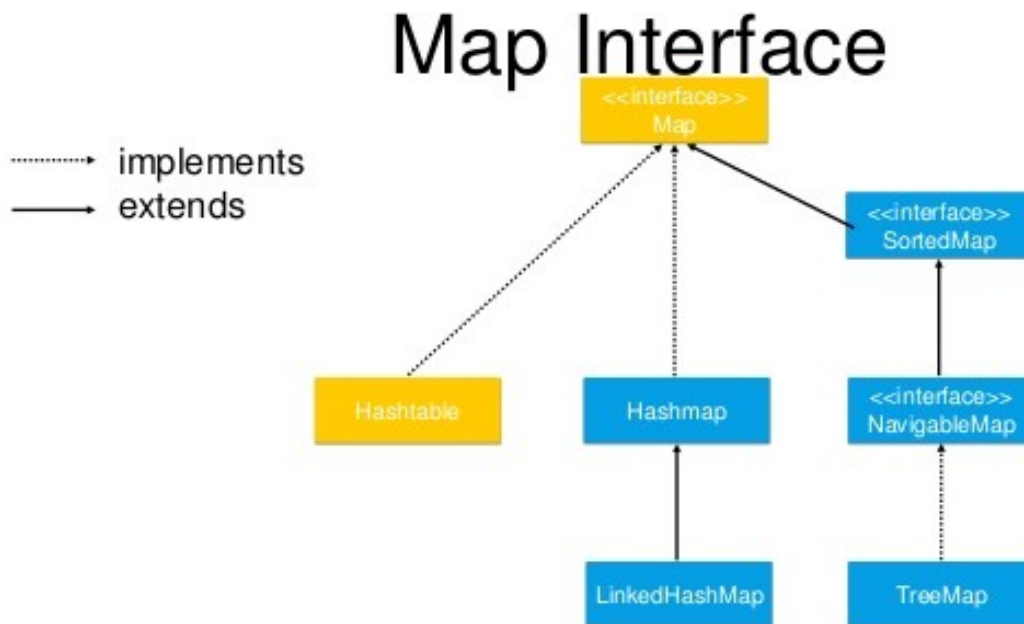 Map Interface
<<interface>>
Map
implements
extends
<<interface>>
SortedMap
Hashtable
Hashmap
<<interface>>
NavigableMap
LinkedHashMap
TreeMap